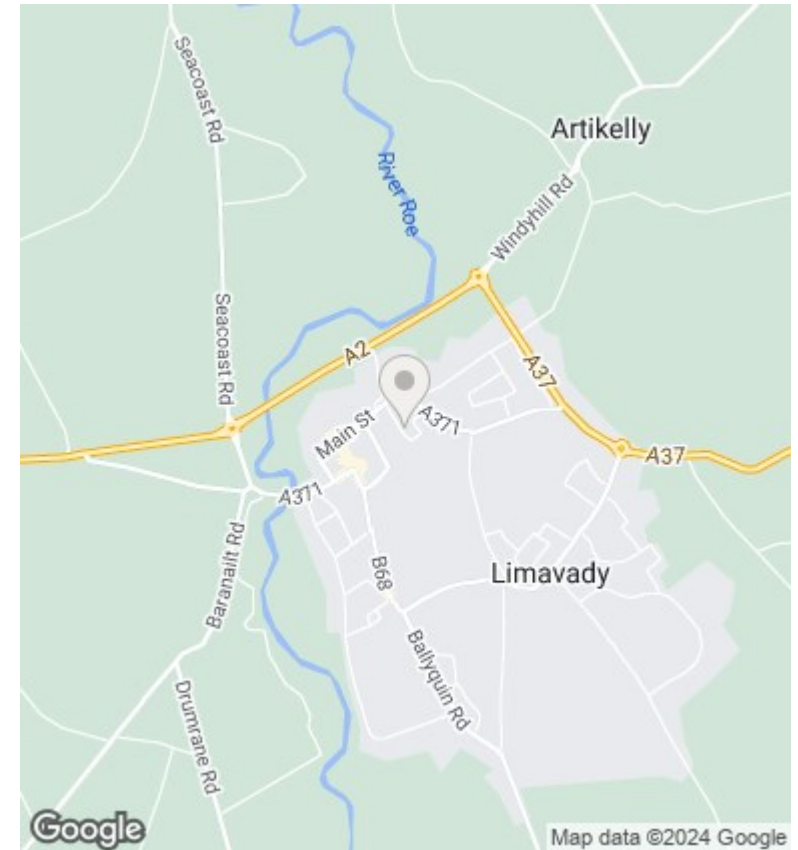 Seacoast Rd
River Roe
Artikelly
Windyhill Rd
Seacoast Rd
A2
A37
Main St
A371
A37
A371
Baranailt Rd
B68
Limavady
Ballyquin Rd
Drumrane Rd
Google
Map data ©2024 Google